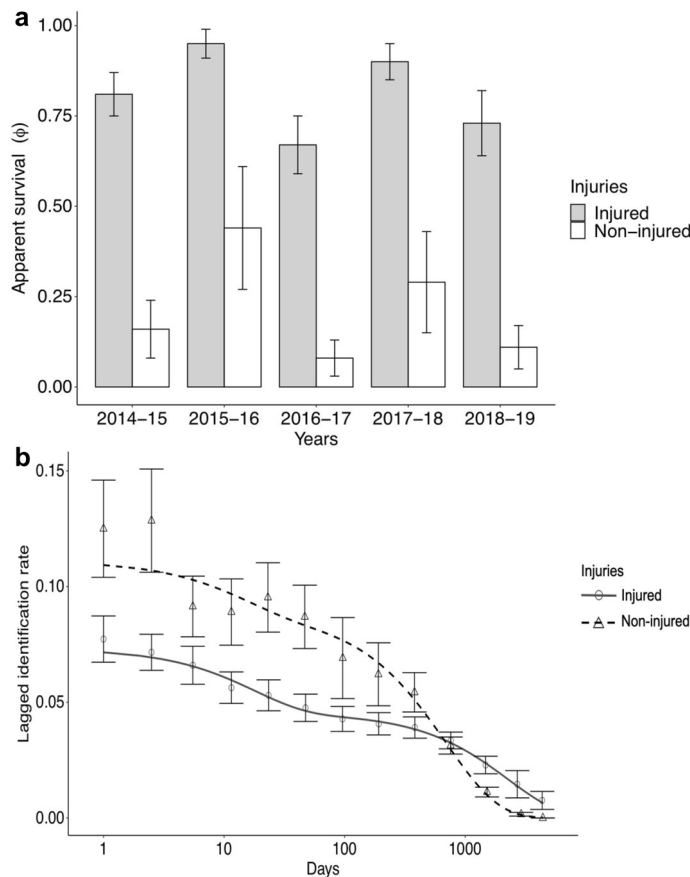 a
1.00
0.75
0.50
0.25
0.00
Apparent survival (ϕ)
2014–15 2015–16 2016–17 2017–18 2018–19
Years
Injuries
Injured
Non–injured
b
0.15
0.10
0.05
0.00
Lagged identification rate
1 10 100 1000
Days
Injuries
Injured
Non-injured